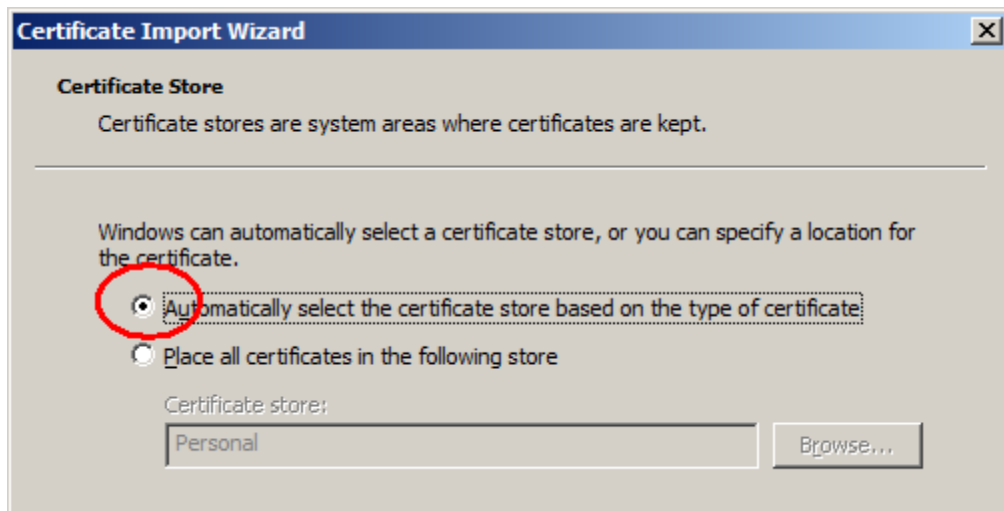 Certificate Import Wizard
Certificate Store
Certificate stores are system areas where certificates are kept.
Windows can automatically select a certificate store, or you can specify a location for
the certificate.
Automatically select the certificate store based on the type of certificate
Place all certificates in the following store
Certificate store:
Personal
Browse...